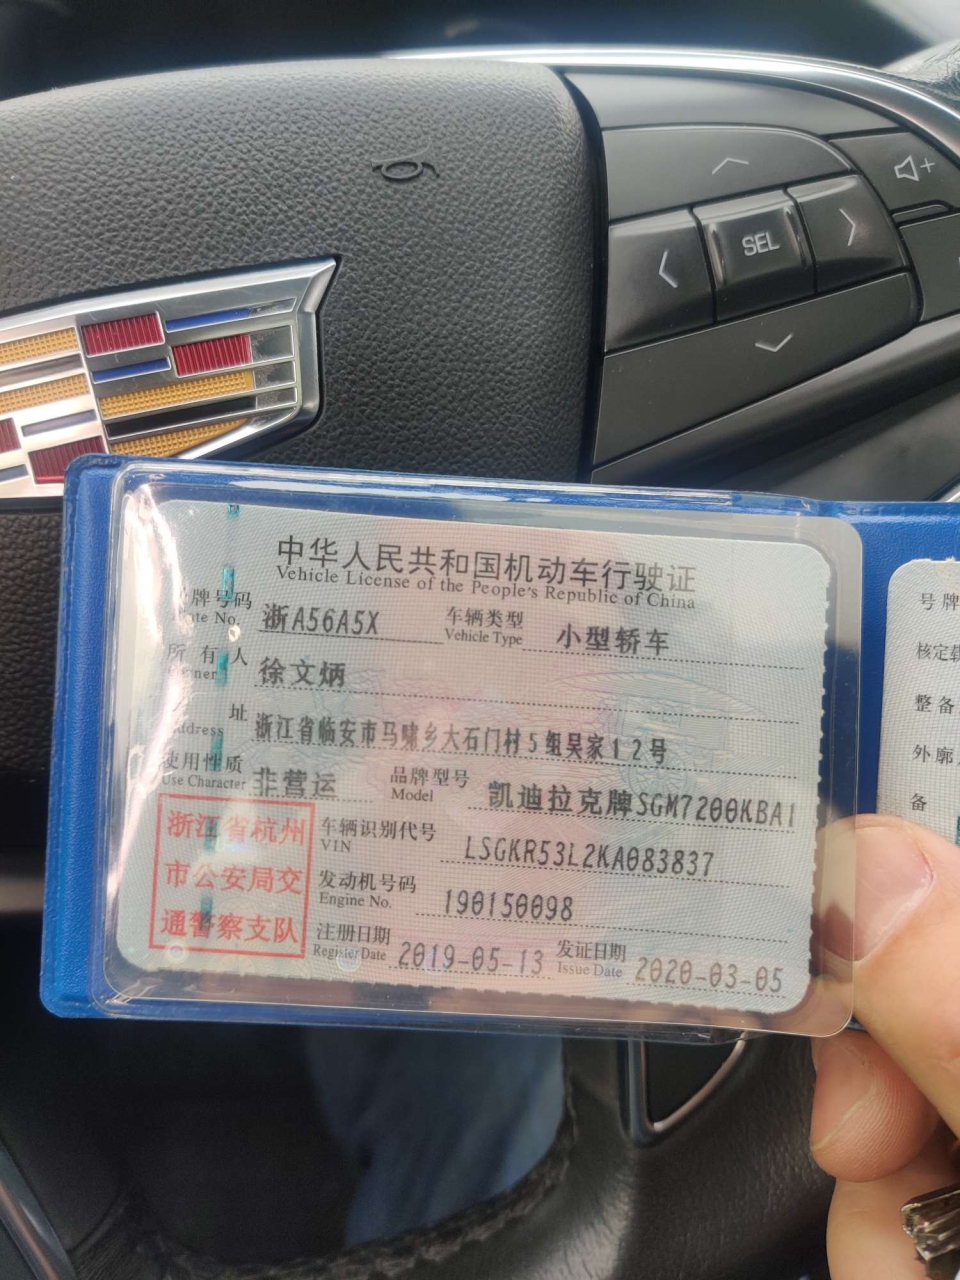 SEL
中华人民共和国机动车行驶证
Vehicle License of the People's Republic of China
号牌号码 浙A56A5X 车辆类型 小型轿车
Plate No. Vehicle Type
所有人 徐文炳
Owner
址 浙江省临安市马啸乡大石门村5组吴家12号
Address
使用性质 非营运 品牌型号 凯迪拉克牌SGM7200KBA1
Use Character Model
浙江省杭州
市公安局交
通警察支队
车辆识别代号 LSGKR53L2KA083837
VIN
发动机号码 190150098
Engine No.
注册日期 2019-05-13 发证日期 2020-03-05
Register Date Issue Date
号牌
核定载
整备
外廓
备